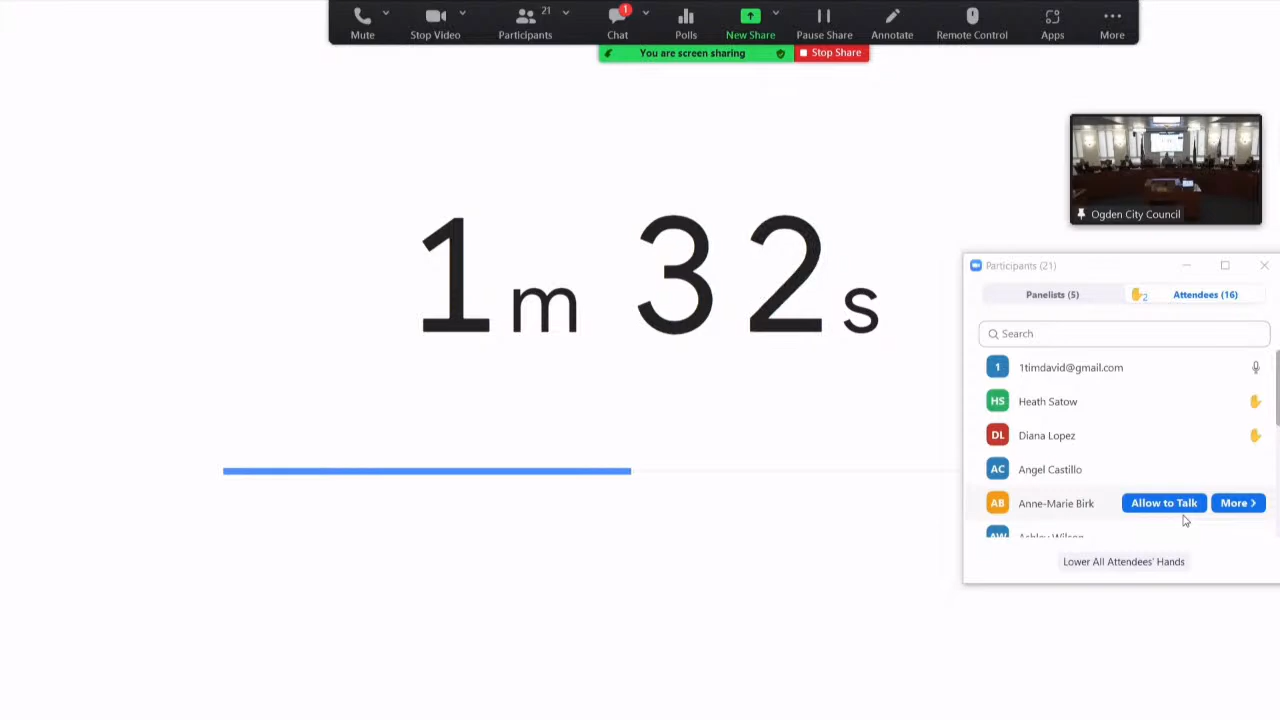 21
1
Mute
Stop Video
Participants
Chat
Polls
New Share
Pause Share
Annotate
Remote Control
Apps
More
You are screen sharing
Stop Share
1m 32s
Ogden City Council
Participants (21)
Panelists (5)
2
Attendees (16)
Search
1 1timdavid@gmail.com
HS Heath Satow
DL Diana Lopez
AC Angel Castillo
AB Anne-Marie Birk Allow to Talk More >
AW Ashley Wilson
Lower All Attendees' Hands